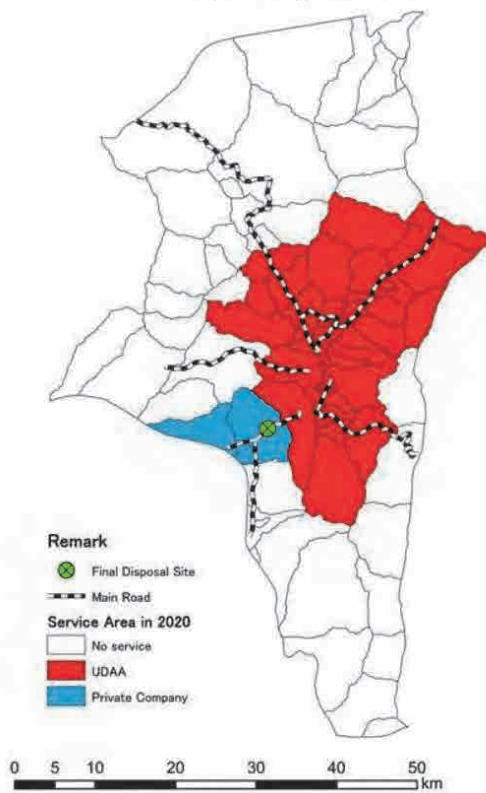 Remark
Final Disposal Site
Main Road
Service Area in 2020
No service
UDAA
Private Company
0 5 10 20 30 40 50 km